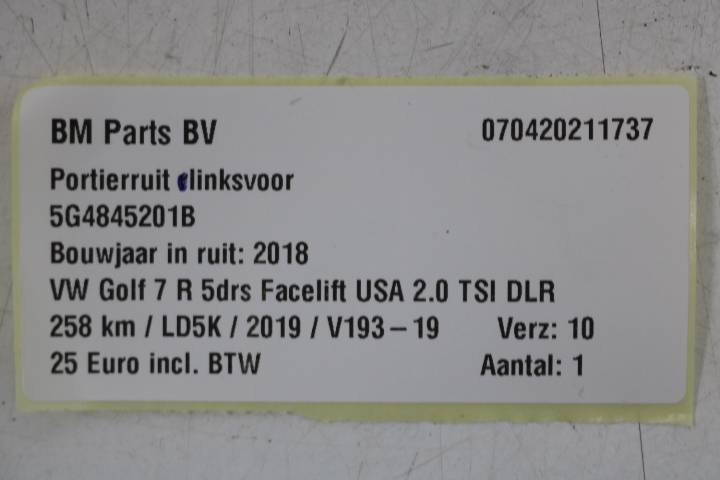 BM Parts BV 070420211737
Portierruit linksvoor
5G4845201B
Bouwjaar in ruit: 2018
VW Golf 7 R 5drs Facelift USA 2.0 TSI DLR
258 km / LD5K / 2019 / V193-19 Verz: 10
25 Euro incl. BTW Aantal: 1